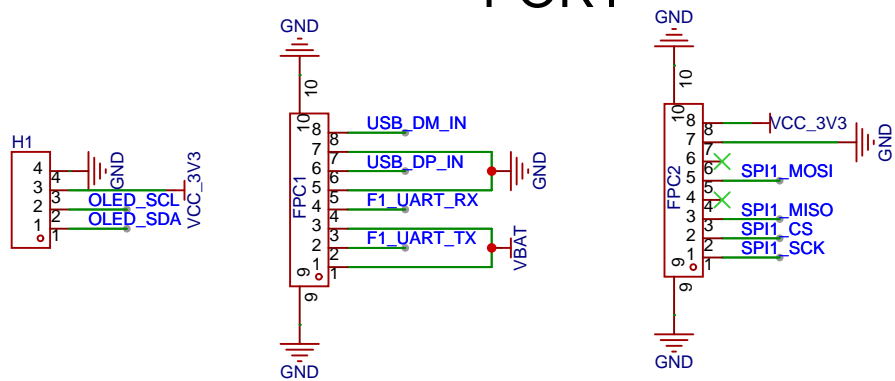 PORT
GND
10
10
8
8
USB_DM_IN
7
7
6
6
USB_DP_IN
5
5
GND
4
4
F1_UART_RX
3
3
2
2
F1_UART_TX
1
1
VBAT
FPC1
9
9
GND
H1
4
4
GND
3
3
VCC_3V3
2
2
OLED_SCL
1
1
OLED_SDA
GND
10
10
8
8
VCC_3V3
7
7
GND
6
6
5
5
SPI1_MOSI
4
4
3
3
SPI1_MISO
2
2
SPI1_CS
1
1
SPI1_SCK
FPC2
9
9
GND